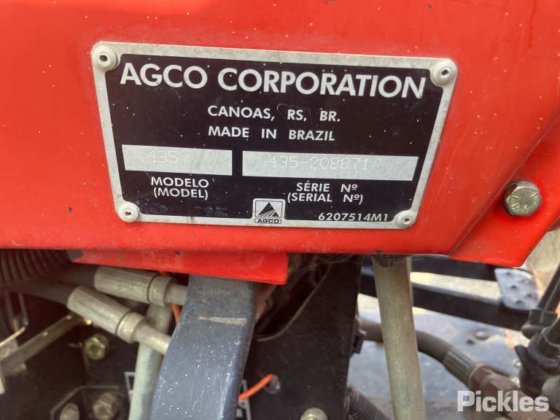 AGCO CORPORATION
CANOAS, RS, BR.
MADE IN BRAZIL
435 435-208871
MODELO SÉRIE Nº
(MODEL) (SERIAL Nº)
AGCO 6207514M1
Pickles